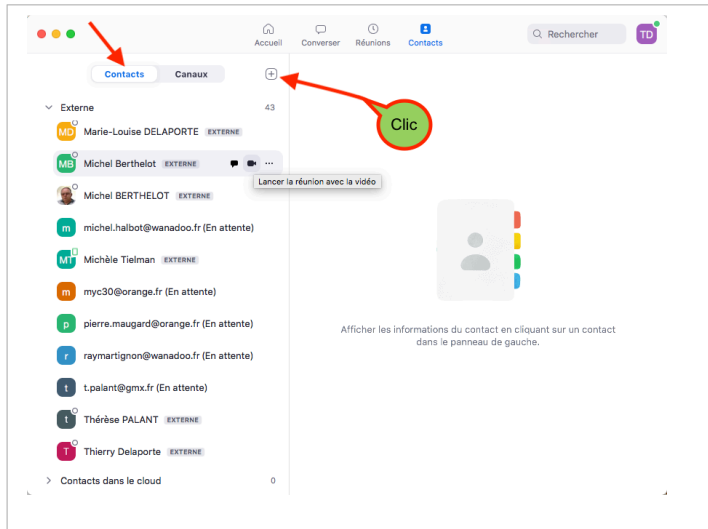 Accueil
Converser
Réunions
Contacts
Rechercher
TD
Contacts
Canaux
Clic
Externe
43
MD
Marie-Louise DELAPORTE EXTERNE
MB
Michel Berthelot EXTERNE
Lancer la réunion avec la vidéo
Michel BERTHELOT EXTERNE
m
michel.halbot@wanadoo.fr (En attente)
MT
Michèle Tielman EXTERNE
m
myc30@orange.fr (En attente)
p
pierre.maugard@orange.fr (En attente)
r
raymartignon@wanadoo.fr (En attente)
t
t.palant@gmx.fr (En attente)
t
Thérèse PALANT EXTERNE
T
Thierry Delaporte EXTERNE
Contacts dans le cloud
0
Afficher les informations du contact en cliquant sur un contact
dans le panneau de gauche.